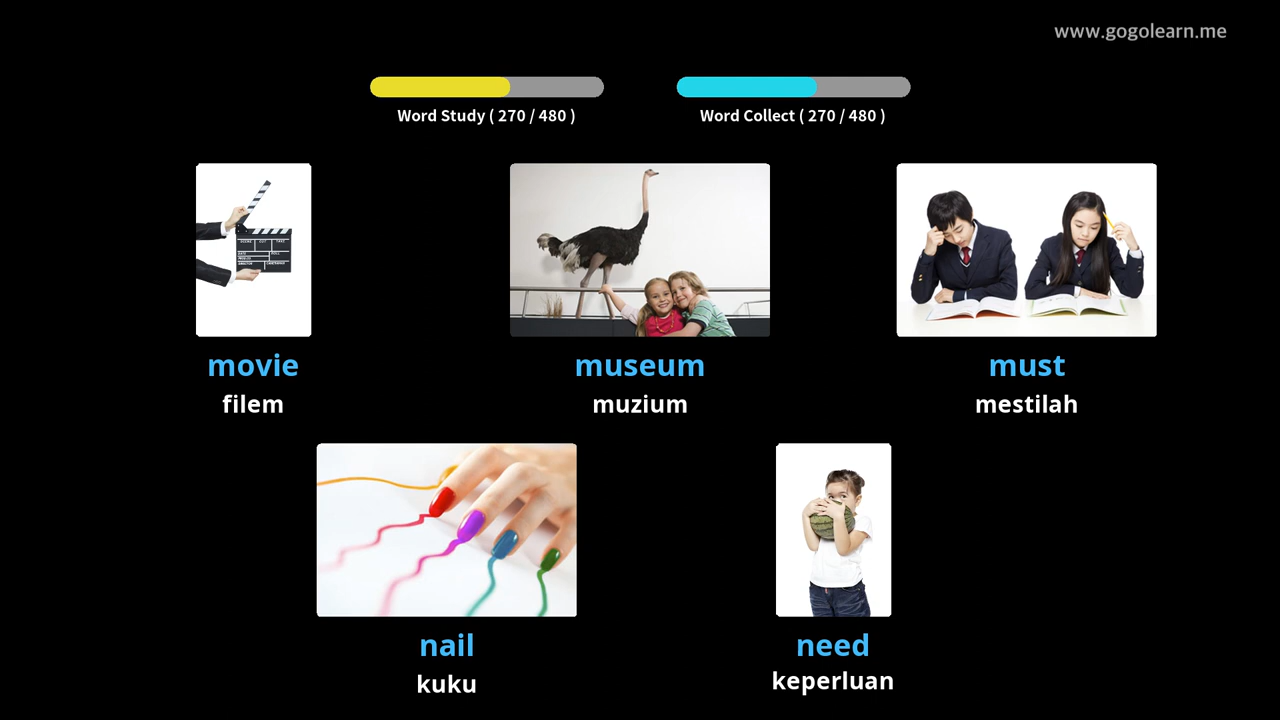 www.gogolearn.me
Word Study ( 270 / 480 )
Word Collect ( 270 / 480 )
movie
museum
must
filem
muzium
mestilah
nail
need
kuku
keperluan